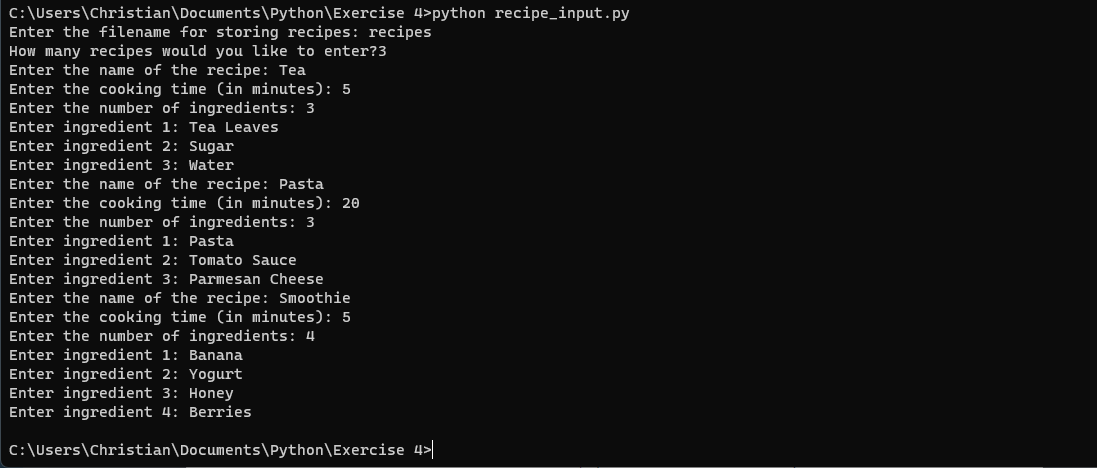 C:\Users\Christian\Documents\Python\Exercise 4>python recipe_input.py
Enter the filename for storing recipes: recipes
How many recipes would you like to enter?3
Enter the name of the recipe: Tea
Enter the cooking time (in minutes): 5
Enter the number of ingredients: 3
Enter ingredient 1: Tea Leaves
Enter ingredient 2: Sugar
Enter ingredient 3: Water
Enter the name of the recipe: Pasta
Enter the cooking time (in minutes): 20
Enter the number of ingredients: 3
Enter ingredient 1: Pasta
Enter ingredient 2: Tomato Sauce
Enter ingredient 3: Parmesan Cheese
Enter the name of the recipe: Smoothie
Enter the cooking time (in minutes): 5
Enter the number of ingredients: 4
Enter ingredient 1: Banana
Enter ingredient 2: Yogurt
Enter ingredient 3: Honey
Enter ingredient 4: Berries
C:\Users\Christian\Documents\Python\Exercise 4>